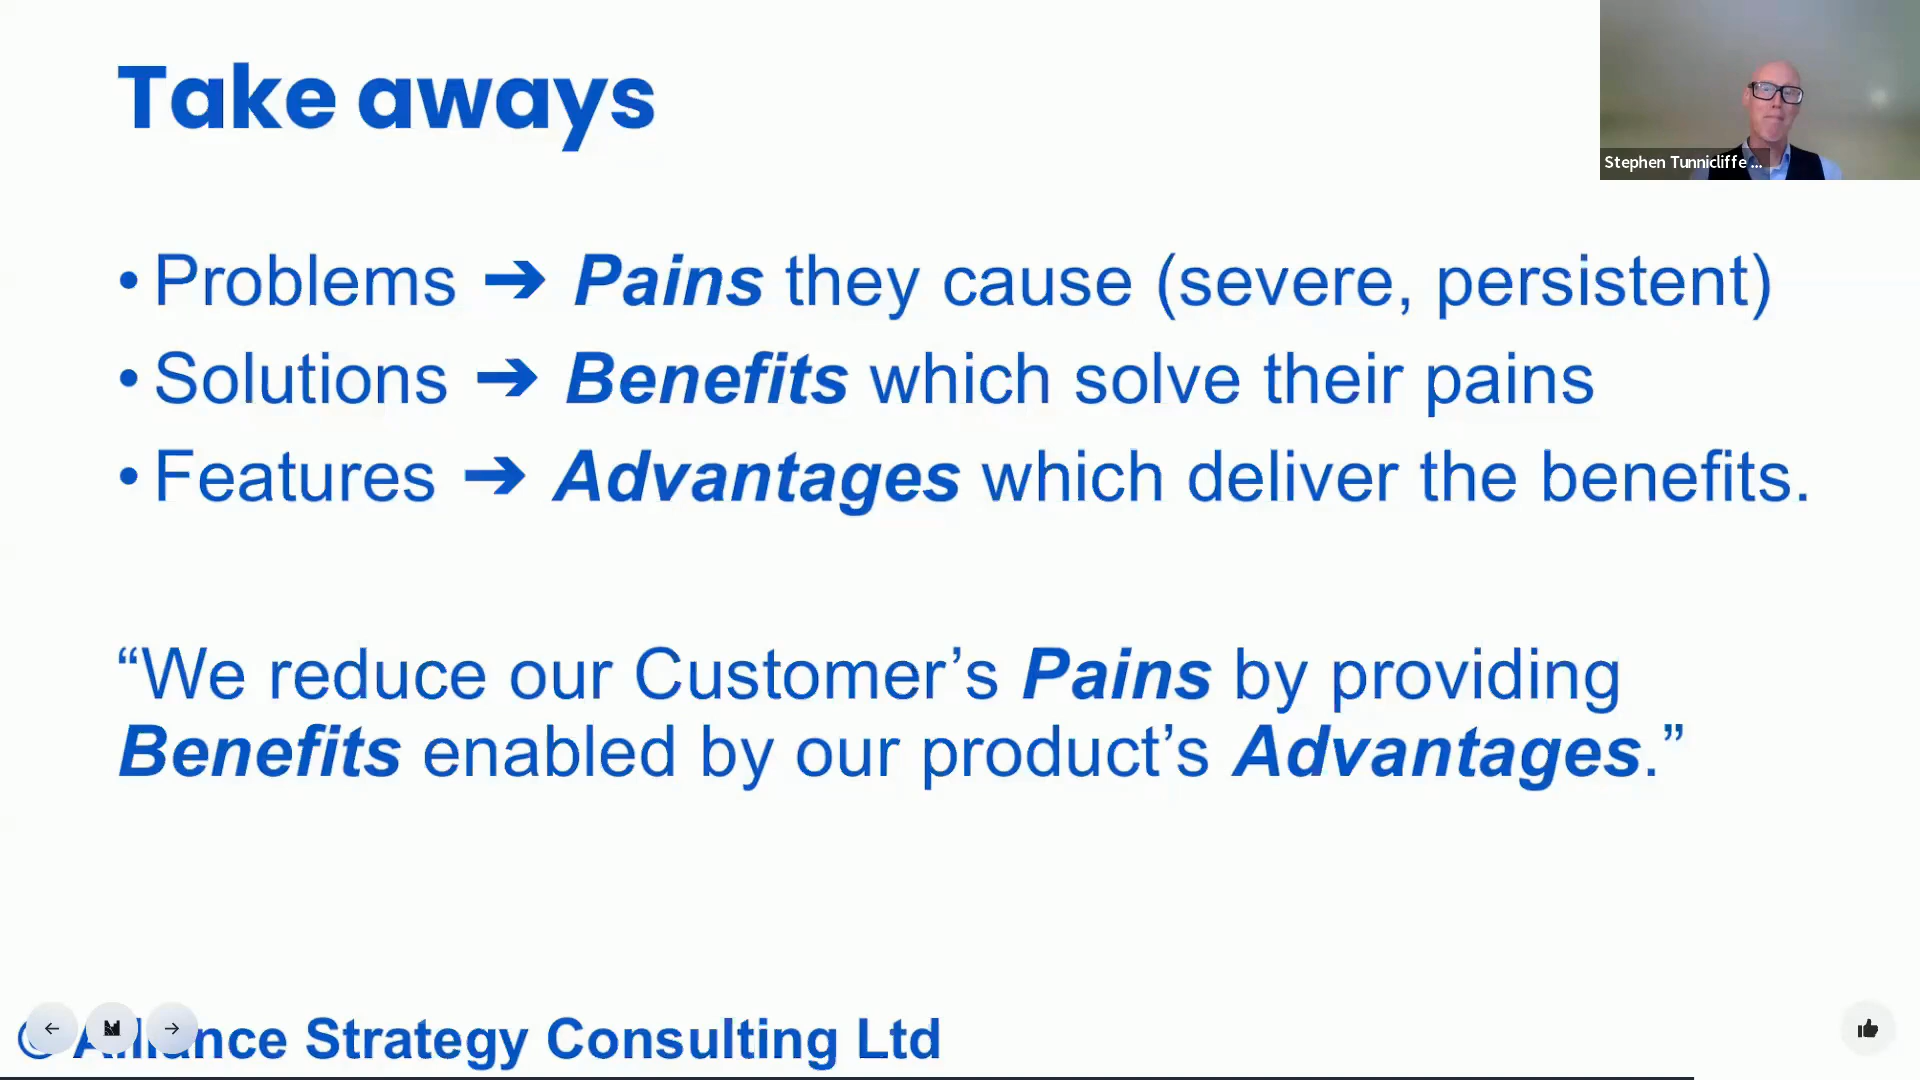 Take aways
Stephen Tunnicliffe ...
• Problems ➔ Pains they cause (severe, persistent)
• Solutions ➔ Benefits which solve their pains
• Features ➔ Advantages which deliver the benefits.
“We reduce our Customer’s Pains by providing
Benefits enabled by our product’s Advantages.”
© Alliance Strategy Consulting Ltd